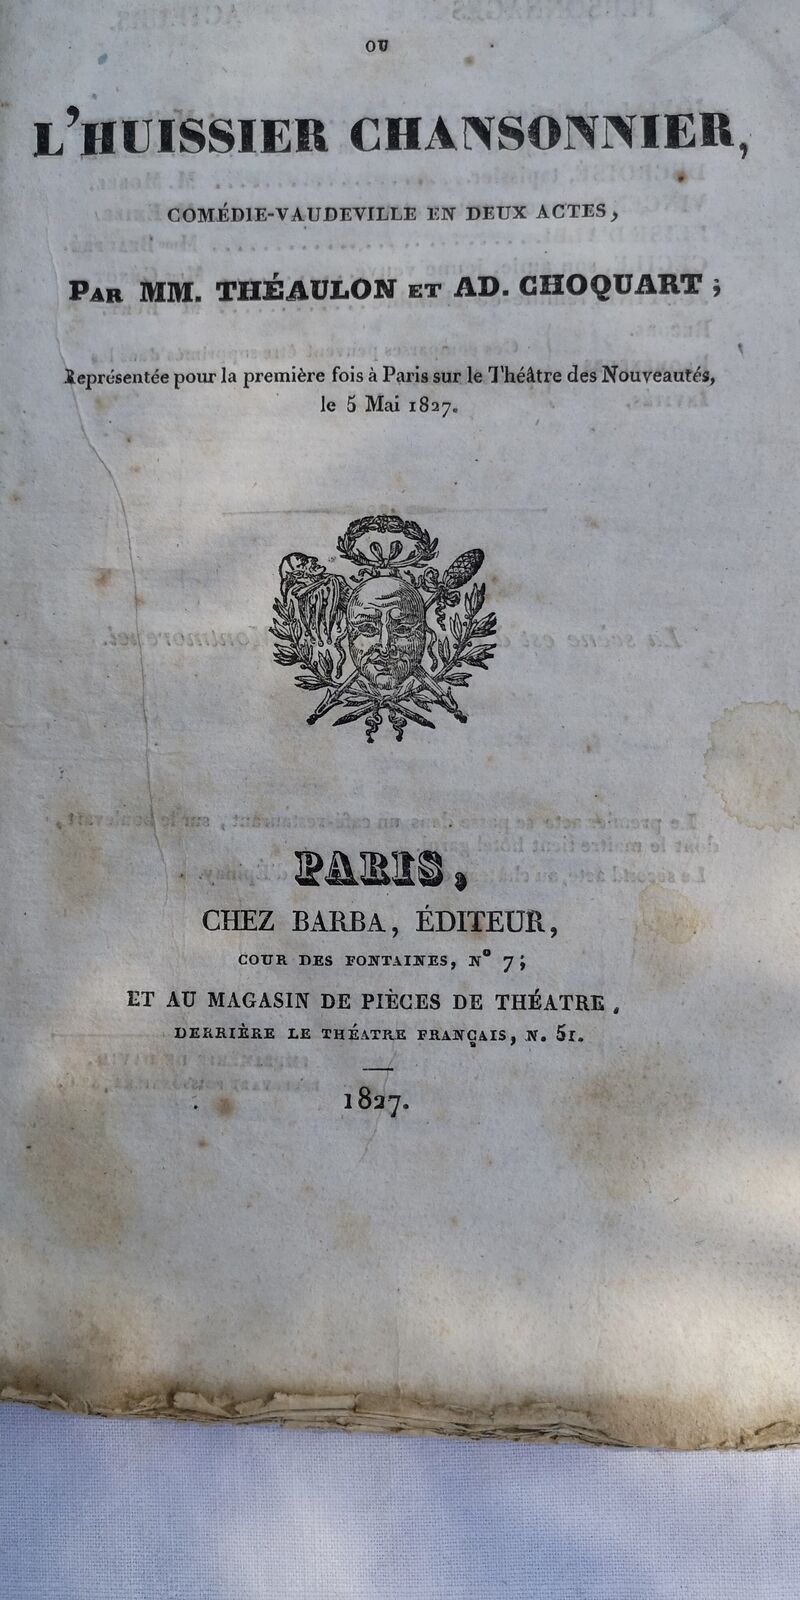 OU
L'HUISSIER CHANSONNIER,
COMÉDIE-VAUDEVILLE EN DEUX ACTES,
PAR MM. THÉAULON ET AD. CHOQUART ;
Représentée pour la première fois à Paris sur le Théâtre des Nouveautés,
le 5 Mai 1827.
PARIS,
CHEZ BARBA, ÉDITEUR,
COUR DES FONTAINES, N° 7 ;
ET AU MAGASIN DE PIÈCES DE THÉATRE,
DERRIÈRE LE THÉATRE FRANÇAIS, N. 51.
1827.